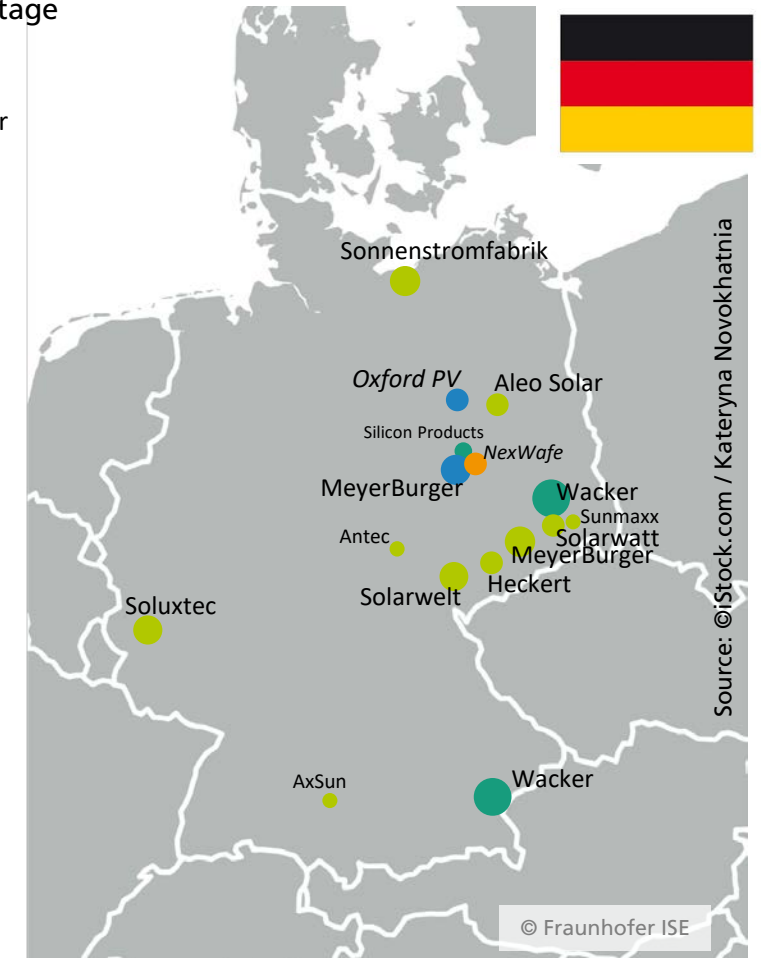 tage
r
Sonnenstromfabrik
Oxford PV
Aleo Solar
Silicon Products
NexWafe
MeyerBurger
Wacker
Sunmaxx
Solarwatt
Antec
MeyerBurger
Heckert
Solarwelt
Soluxtec
AxSun
Wacker
Source: ©iStock.com / Kateryna Novokhatnia
© Fraunhofer ISE